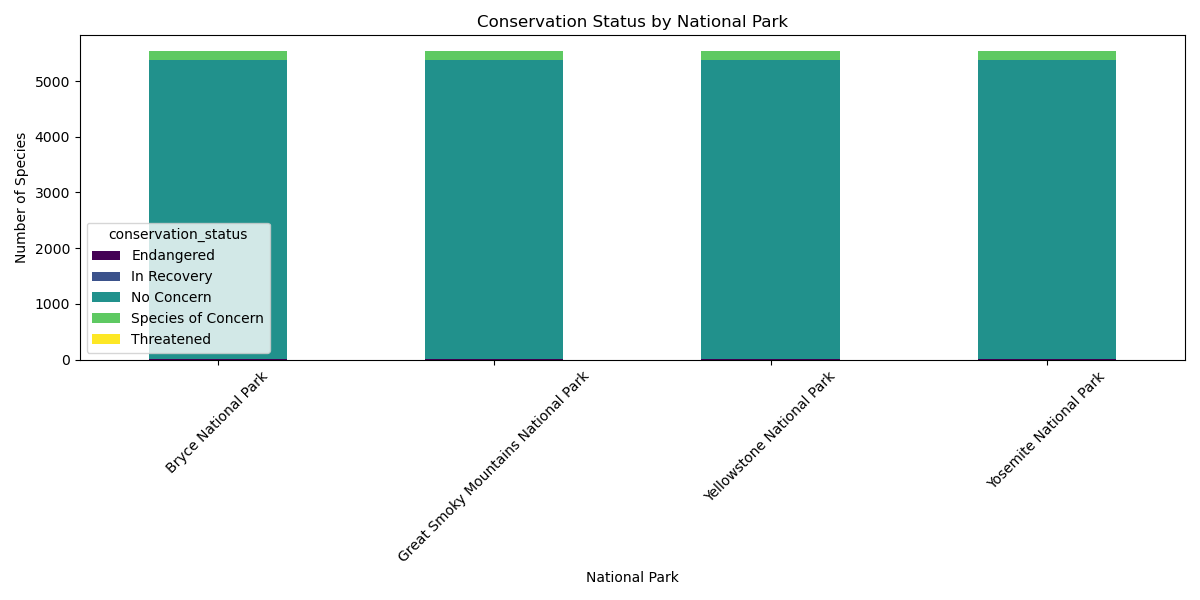 Conservation Status by National Park
Number of Species
5000
4000
3000
2000
1000
0
conservation_status
Endangered
In Recovery
No Concern
Species of Concern
Threatened
Bryce National Park
Great Smoky Mountains National Park
Yellowstone National Park
Yosemite National Park
National Park